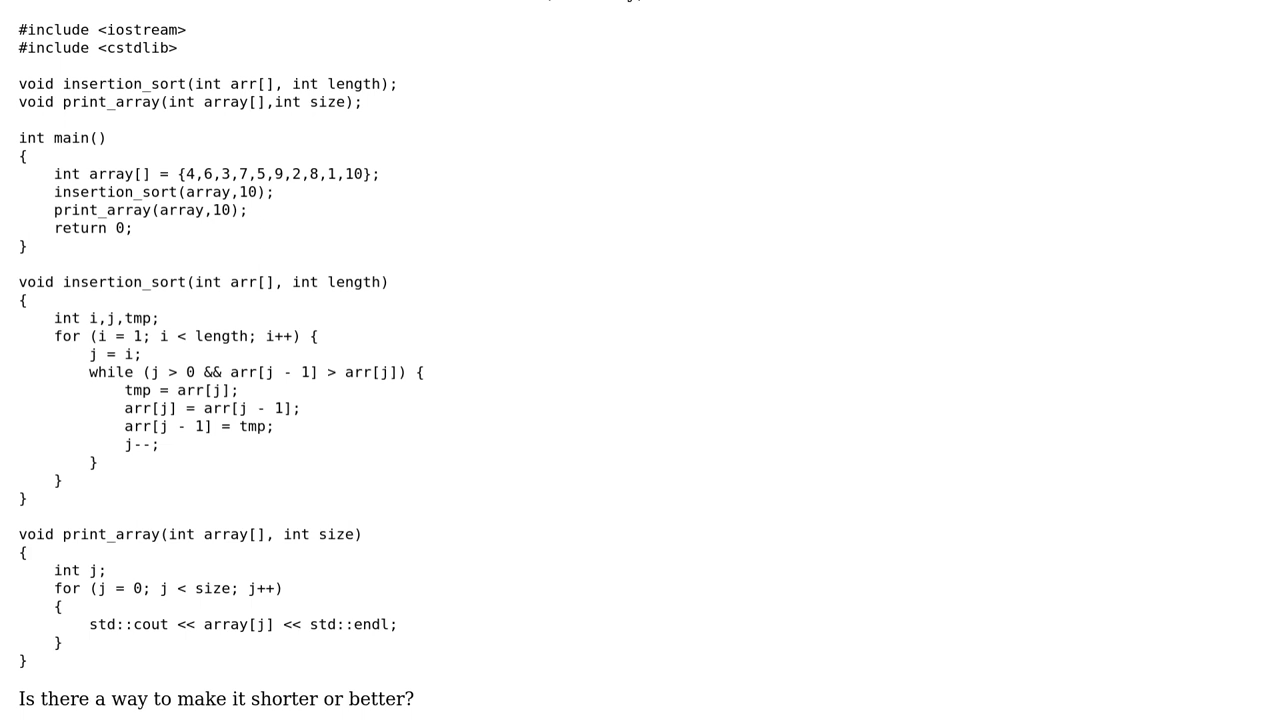 #include <iostream>
#include <cstdlib>

void insertion_sort(int arr[], int length);
void print_array(int array[],int size);

int main()
{
    int array[] = {4,6,3,7,5,9,2,8,1,10};
    insertion_sort(array,10);
    print_array(array,10);
    return 0;
}

void insertion_sort(int arr[], int length)
{
    int i,j,tmp;
    for (i = 1; i < length; i++) {
        j = i;
        while (j > 0 && arr[j - 1] > arr[j]) {
            tmp = arr[j];
            arr[j] = arr[j - 1];
            arr[j - 1] = tmp;
            j--;
        }
    }
}

void print_array(int array[], int size)
{
    int j;
    for (j = 0; j < size; j++)
    {
        std::cout << array[j] << std::endl;
    }
}
Is there a way to make it shorter or better?